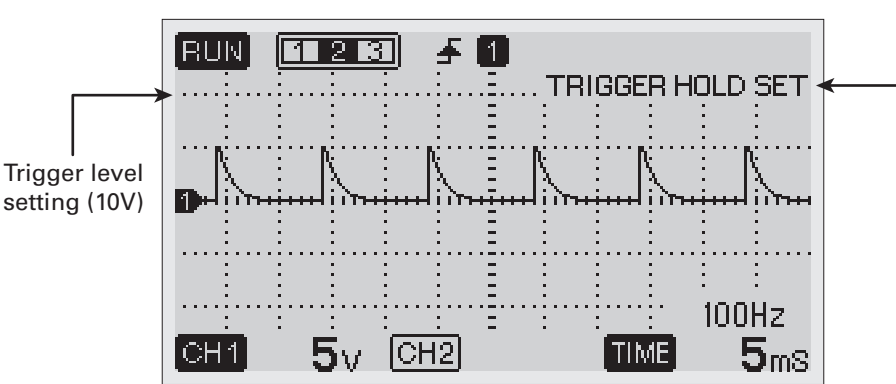 RUN 1 2 3 1
TRIGGER HOLD SET
Trigger level
setting (10V)
1
100Hz
CH1 5V CH2 TIME 5mS